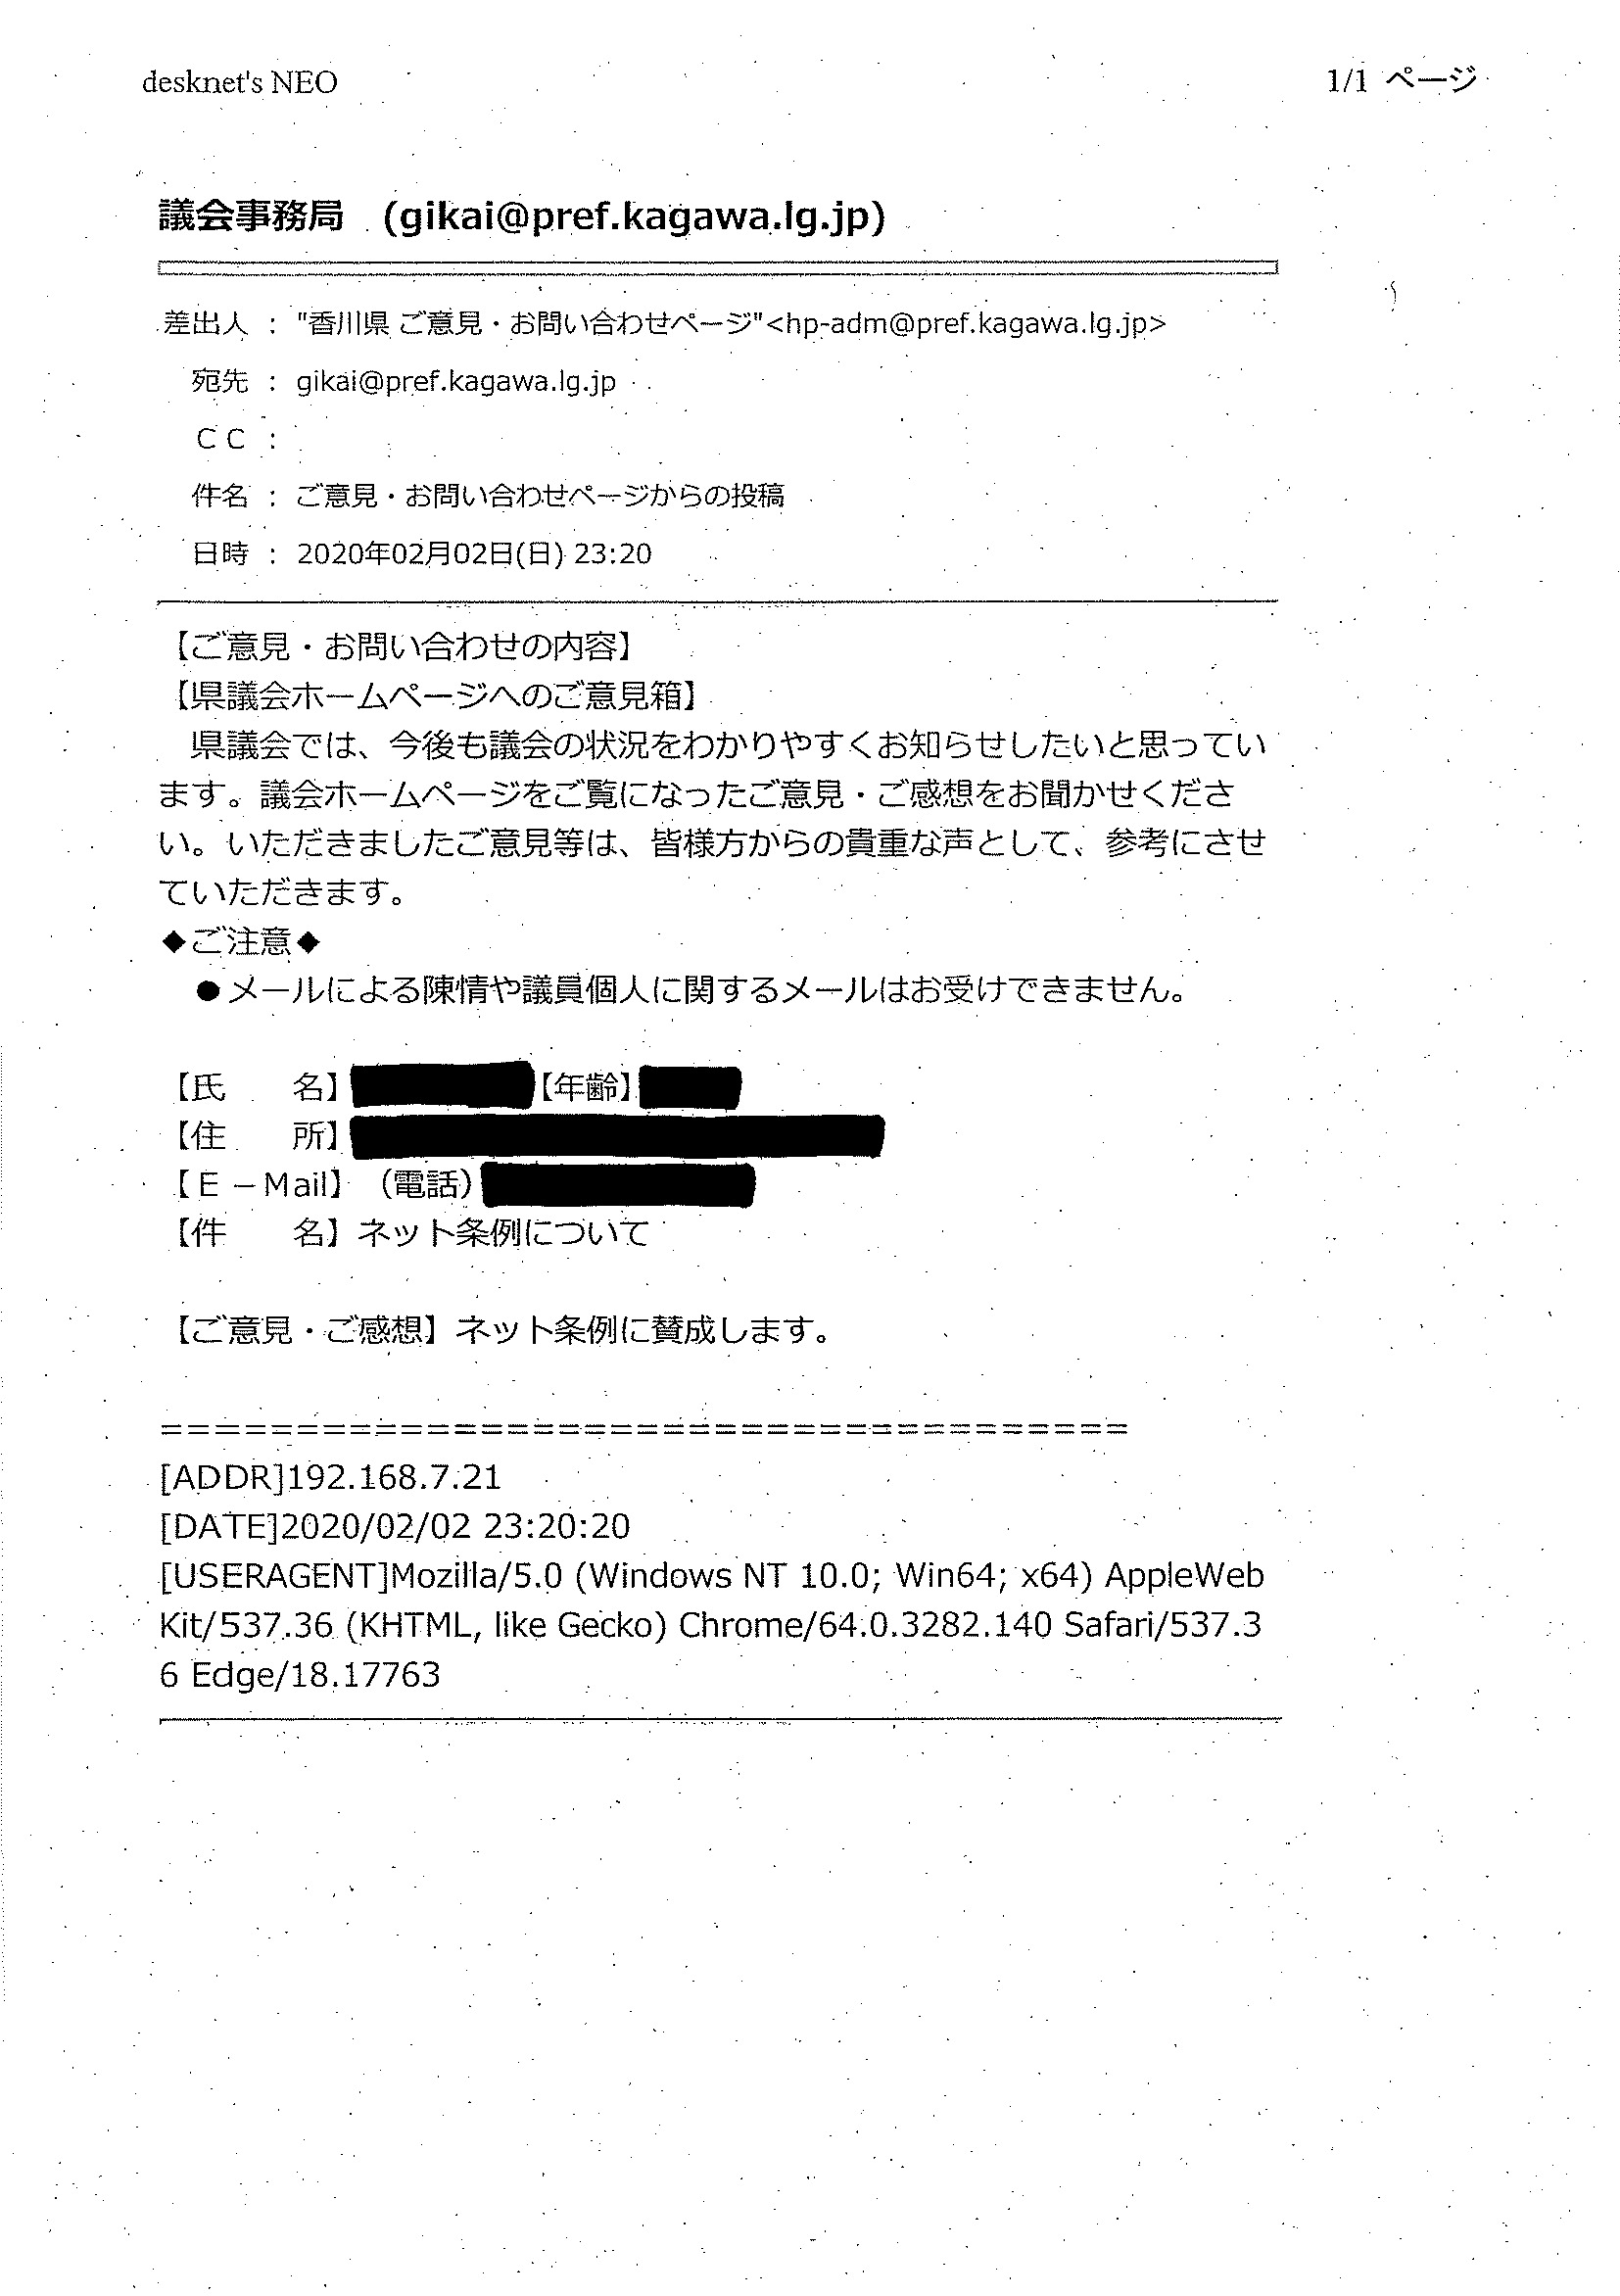 desknet's NEO
1/1 ページ
議会事務局 (gikai@pref.kagawa.lg.jp)
差出人 : "香川県 ご意見・お問い合わせページ"<hp-adm@pref.kagawa.lg.jp>
宛先 : gikai@pref.kagawa.lg.jp
ＣＣ :
件名 : ご意見・お問い合わせページからの投稿
日時 : 2020年02月02日(日) 23:20
【ご意見・お問い合わせの内容】
【県議会ホームページへのご意見箱】
県議会では、今後も議会の状況をわかりやすくお知らせしたいと思ってい
ます。議会ホームページをご覧になったご意見・ご感想をお聞かせくださ
い。いただきましたご意見等は、皆様方からの貴重な声として、参考にさせ
ていただきます。
◆ご注意◆
●メールによる陳情や議員個人に関するメールはお受けできません。
【氏　　名】【年齢】
【住　　所】
【Ｅ－Mail】（電話）
【件　　名】ネット条例について
【ご意見・ご感想】ネット条例に賛成します。
=====================================
[ADDR]192.168.7.21
[DATE]2020/02/02 23:20:20
[USERAGENT]Mozilla/5.0 (Windows NT 10.0; Win64; x64) AppleWeb
Kit/537.36 (KHTML, like Gecko) Chrome/64.0.3282.140 Safari/537.3
6 Edge/18.17763